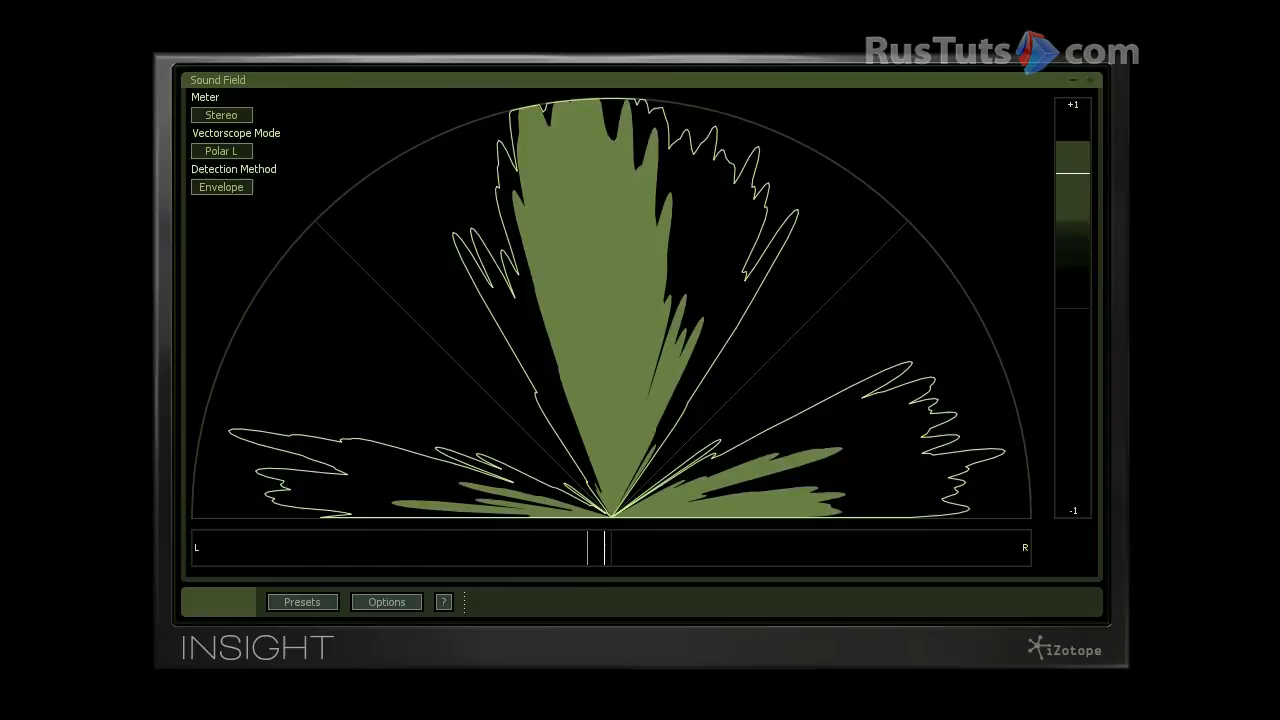 RusTuts.com
Sound Field
Meter
Stereo
Vectorscope Mode
Polar L
Detection Method
Envelope
+1
-1
L
R
Presets
Options
?
INSIGHT
iZotope